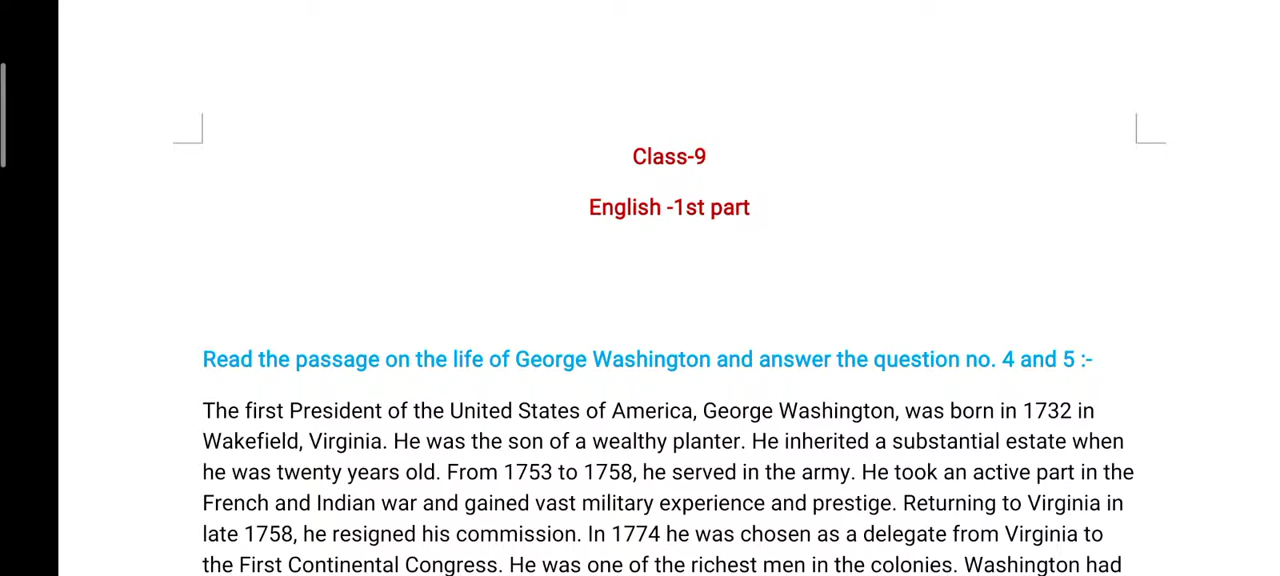 Class-9
English -1st part
Read the passage on the life of George Washington and answer the question no. 4 and 5 :-
The first President of the United States of America, George Washington, was born in 1732 in
Wakefield, Virginia. He was the son of a wealthy planter. He inherited a substantial estate when
he was twenty years old. From 1753 to 1758, he served in the army. He took an active part in the
French and Indian war and gained vast military experience and prestige. Returning to Virginia in
late 1758, he resigned his commission. In 1774 he was chosen as a delegate from Virginia to
the First Continental Congress. He was one of the richest men in the colonies. Washington had